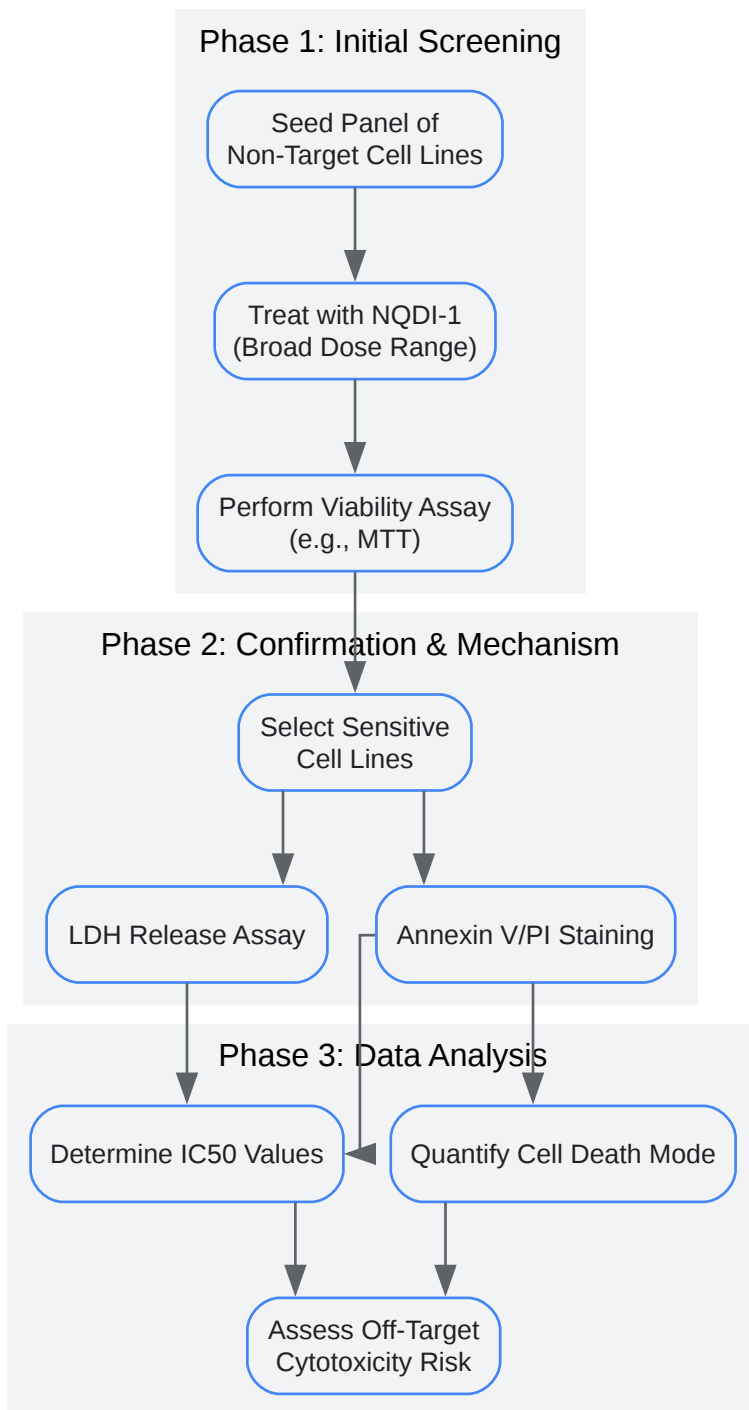 Phase 1: Initial Screening
Seed Panel of
Non-Target Cell Lines
Treat with NQDI-1
(Broad Dose Range)
Perform Viability Assay
(e.g., MTT)
Phase 2: Confirmation & Mechanism
Select Sensitive
Cell Lines
LDH Release Assay
Annexin V/PI Staining
Phase 3: Data Analysis
Determine IC50 Values
Quantify Cell Death Mode
Assess Off-Target
Cytotoxicity Risk